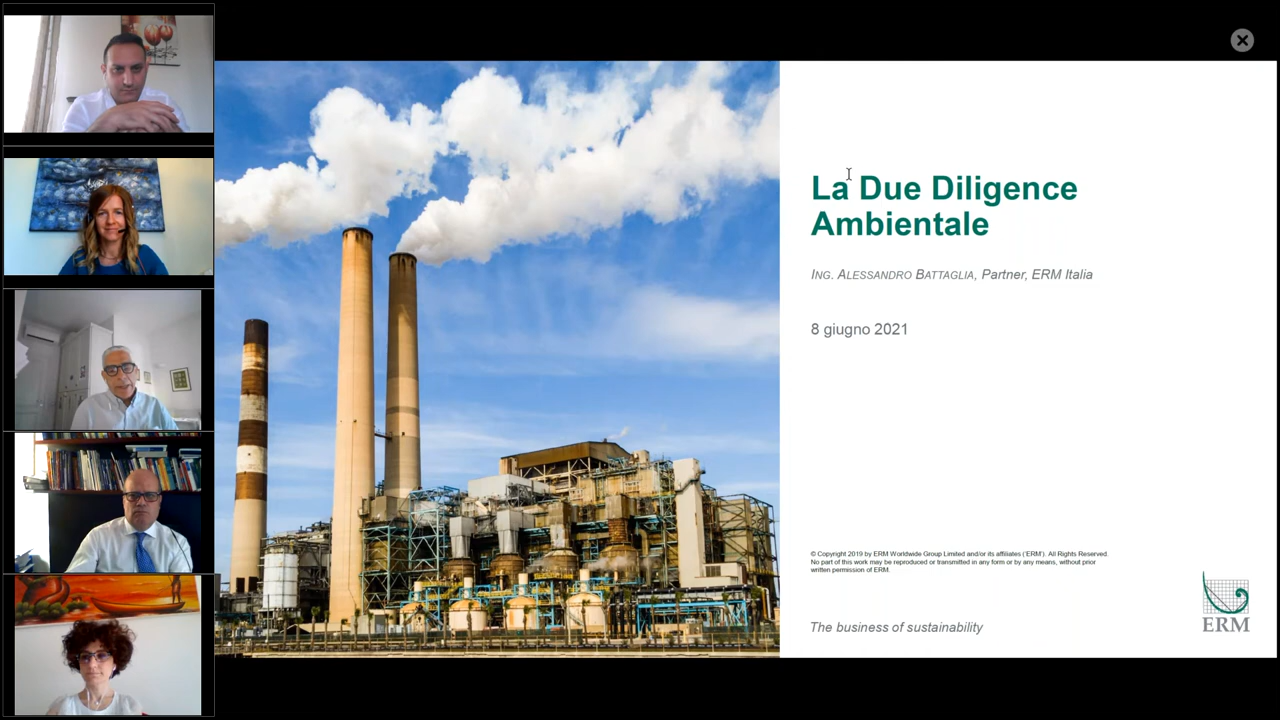 La Due Diligence
Ambientale
ING. ALESSANDRO BATTAGLIA, Partner, ERM Italia
8 giugno 2021
© Copyright 2019 by ERM Worldwide Group Limited and/or its affiliates ('ERM'). All Rights Reserved.
No part of this work may be reproduced or transmitted in any form or by any means, without prior
written permission of ERM.
The business of sustainability
ERM